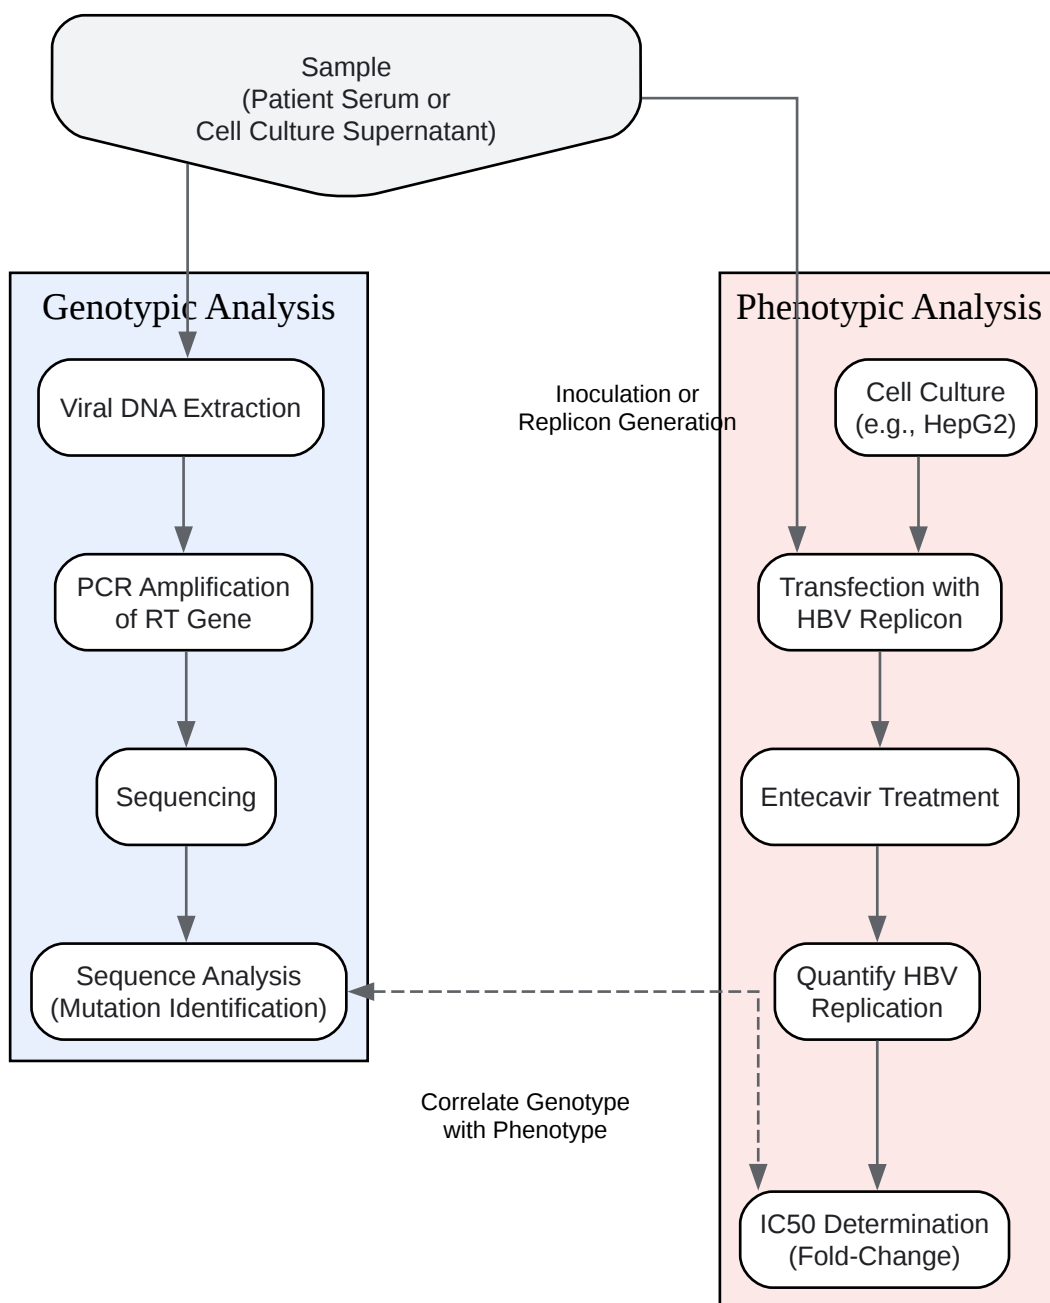 Sample
(Patient Serum or
Cell Culture Supernatant)
Genotypic Analysis
Viral DNA Extraction
PCR Amplification
of RT Gene
Sequencing
Sequence Analysis
(Mutation Identification)
Inoculation or
Replicon Generation
Correlate Genotype
with Phenotype
Phenotypic Analysis
Cell Culture
(e.g., HepG2)
Transfection with
HBV Replicon
Entecavir Treatment
Quantify HBV
Replication
IC50 Determination
(Fold-Change)